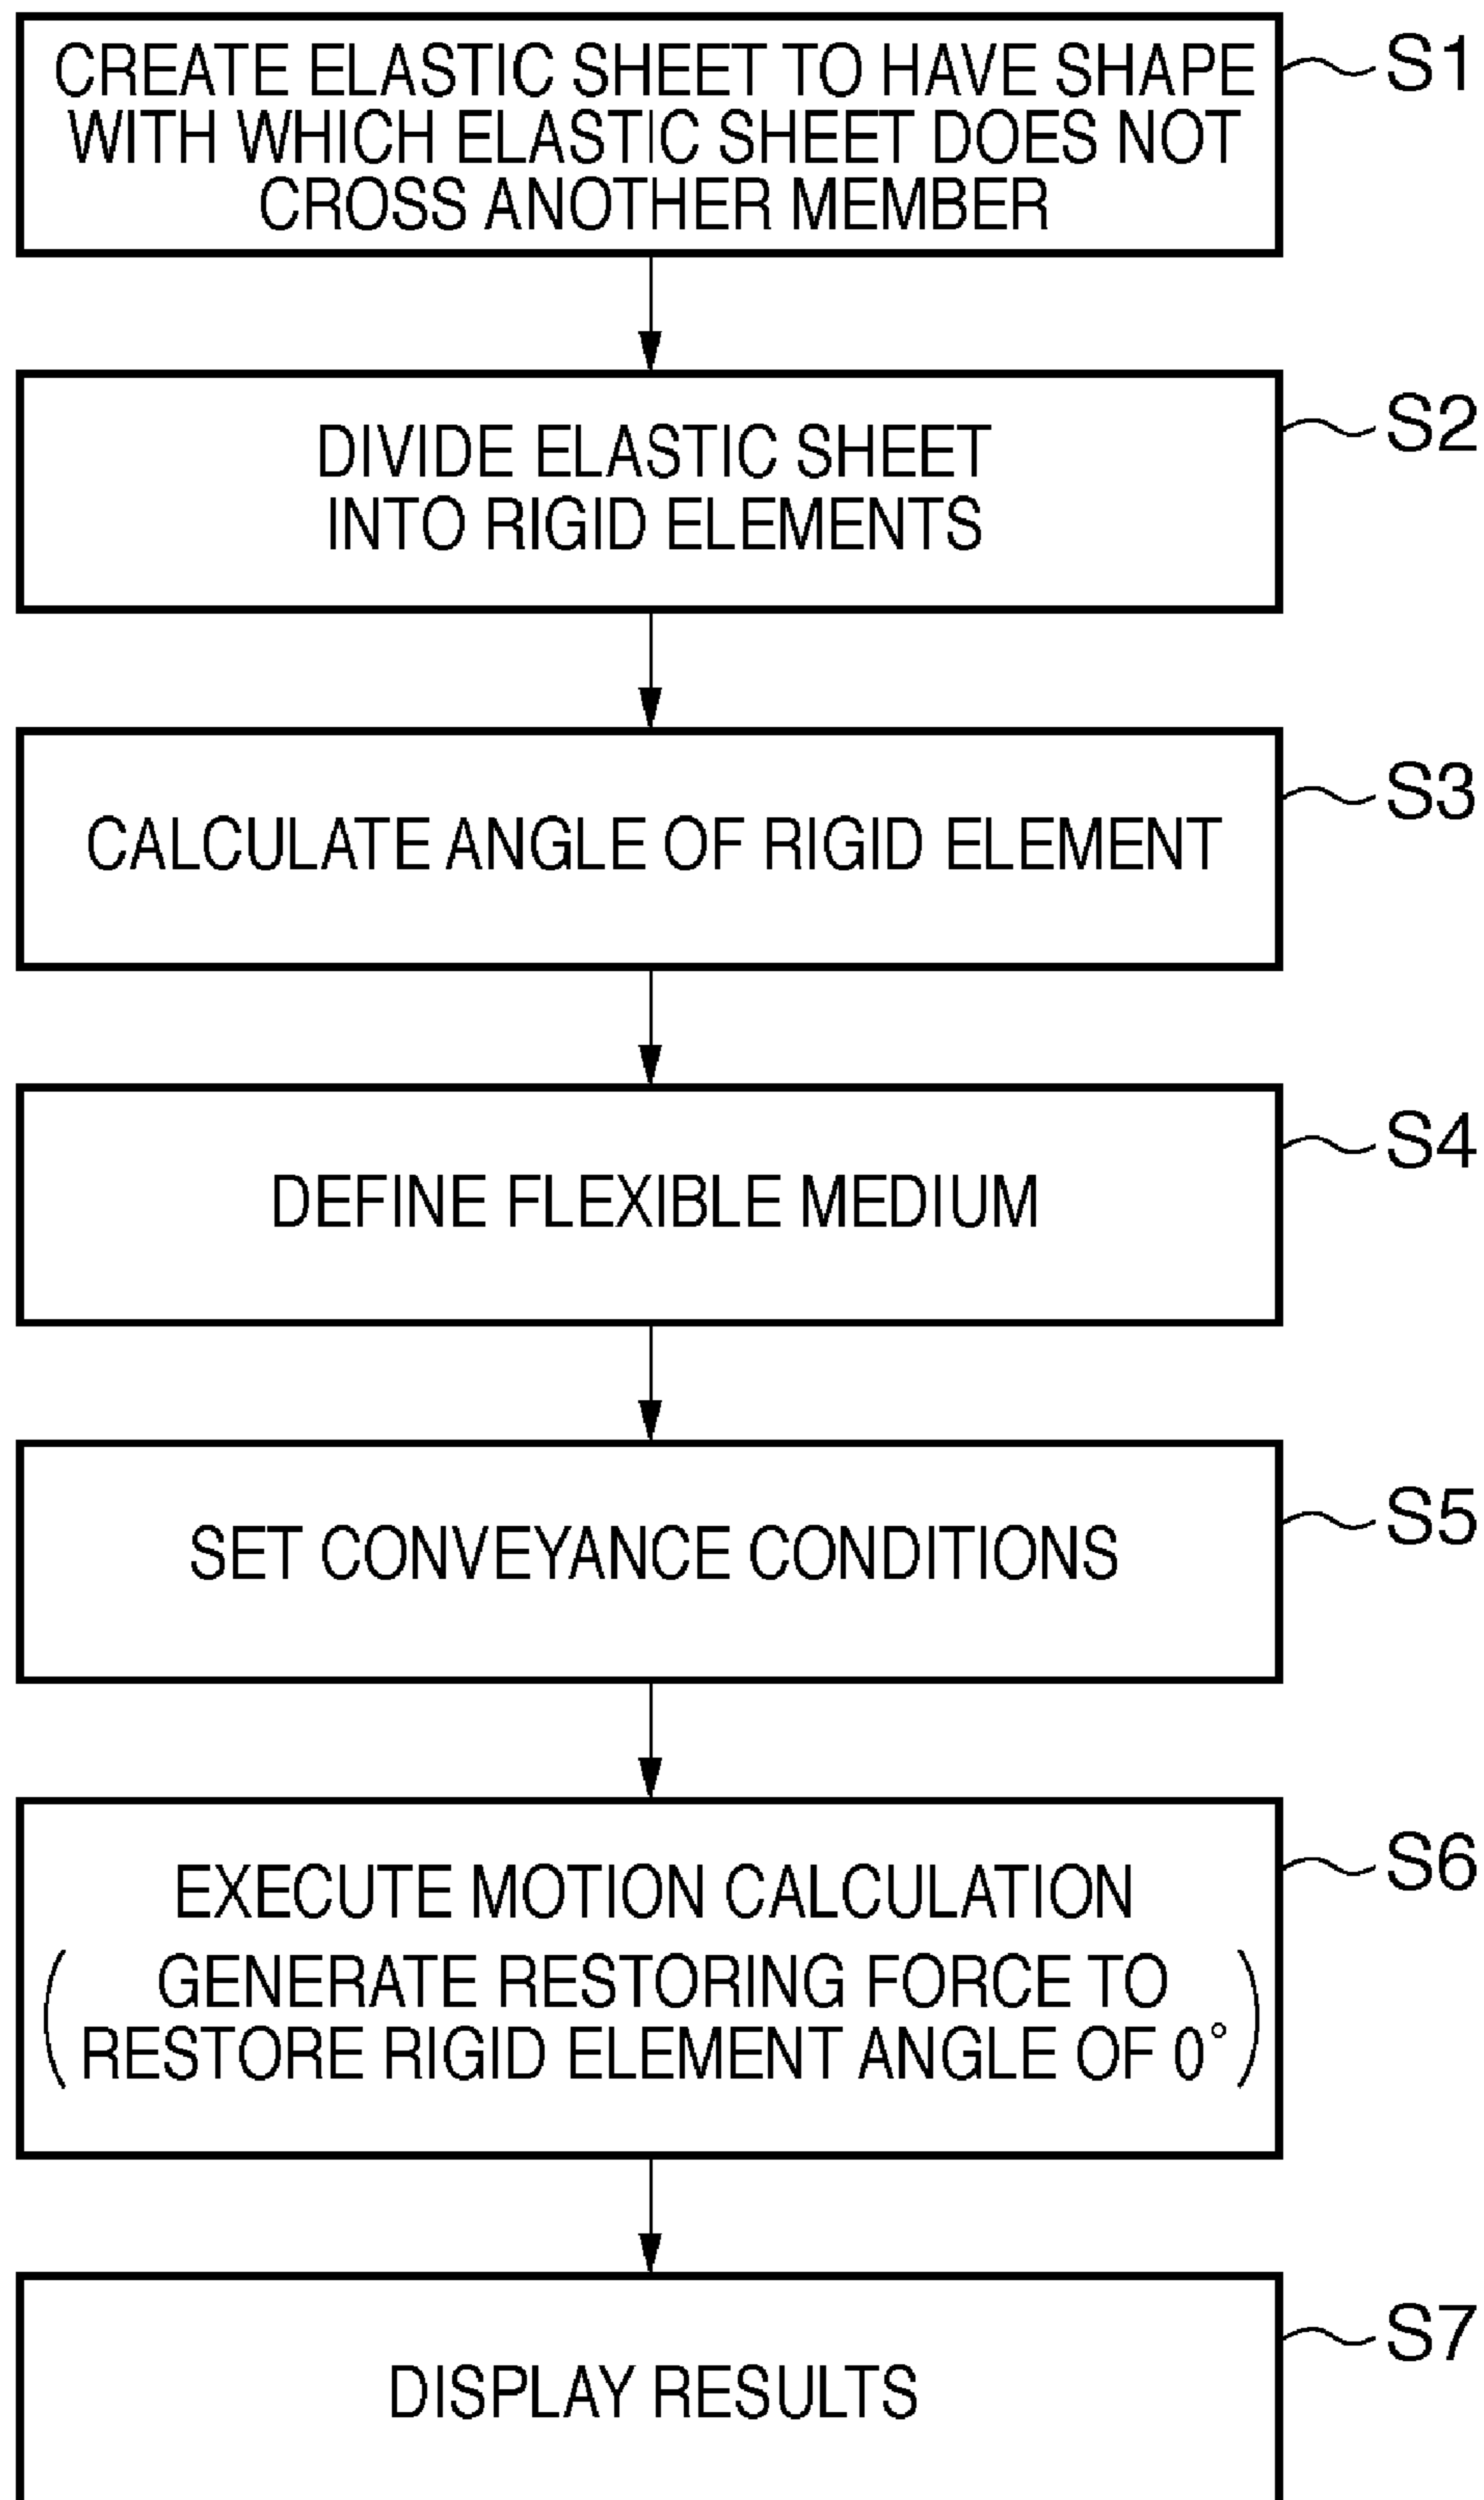 CREATE ELASTIC SHEET TO HAVE SHAPE
WITH WHICH ELASTIC SHEET DOES NOT
CROSS ANOTHER MEMBER
S1
DIVIDE ELASTIC SHEET
INTO RIGID ELEMENTS
S2
CALCULATE ANGLE OF RIGID ELEMENT
S3
DEFINE FLEXIBLE MEDIUM
S4
SET CONVEYANCE CONDITIONS
S5
EXECUTE MOTION CALCULATION
(GENERATE RESTORING FORCE TO
RESTORE RIGID ELEMENT ANGLE OF 0°)
S6
DISPLAY RESULTS
S7